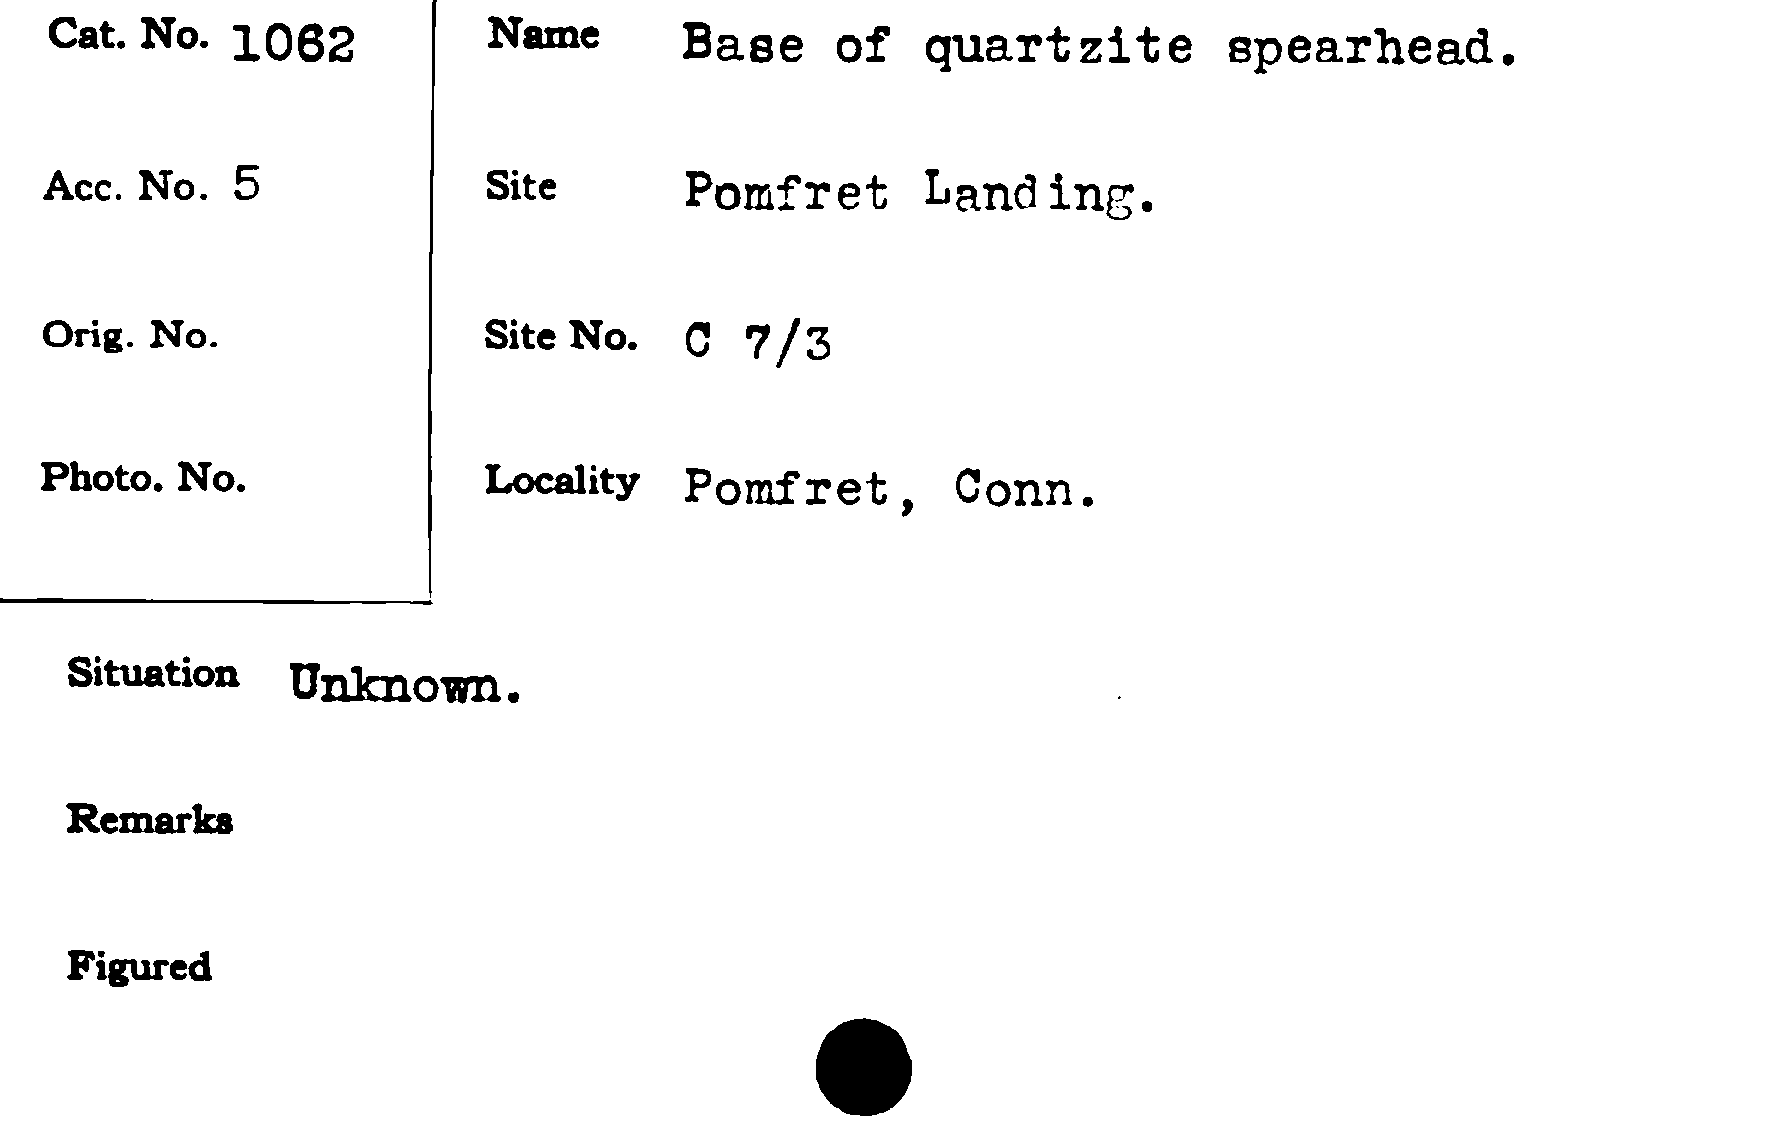 Cat. No. 1062
Acc. No. 5
Orig. No.
Photo. No.
Name Base of quartzite spearhead.
Site Pomfret Landing.
Site No. C 7/3
Locality Pomfret, Conn.
Situation Unknown.
Remarks
Figured